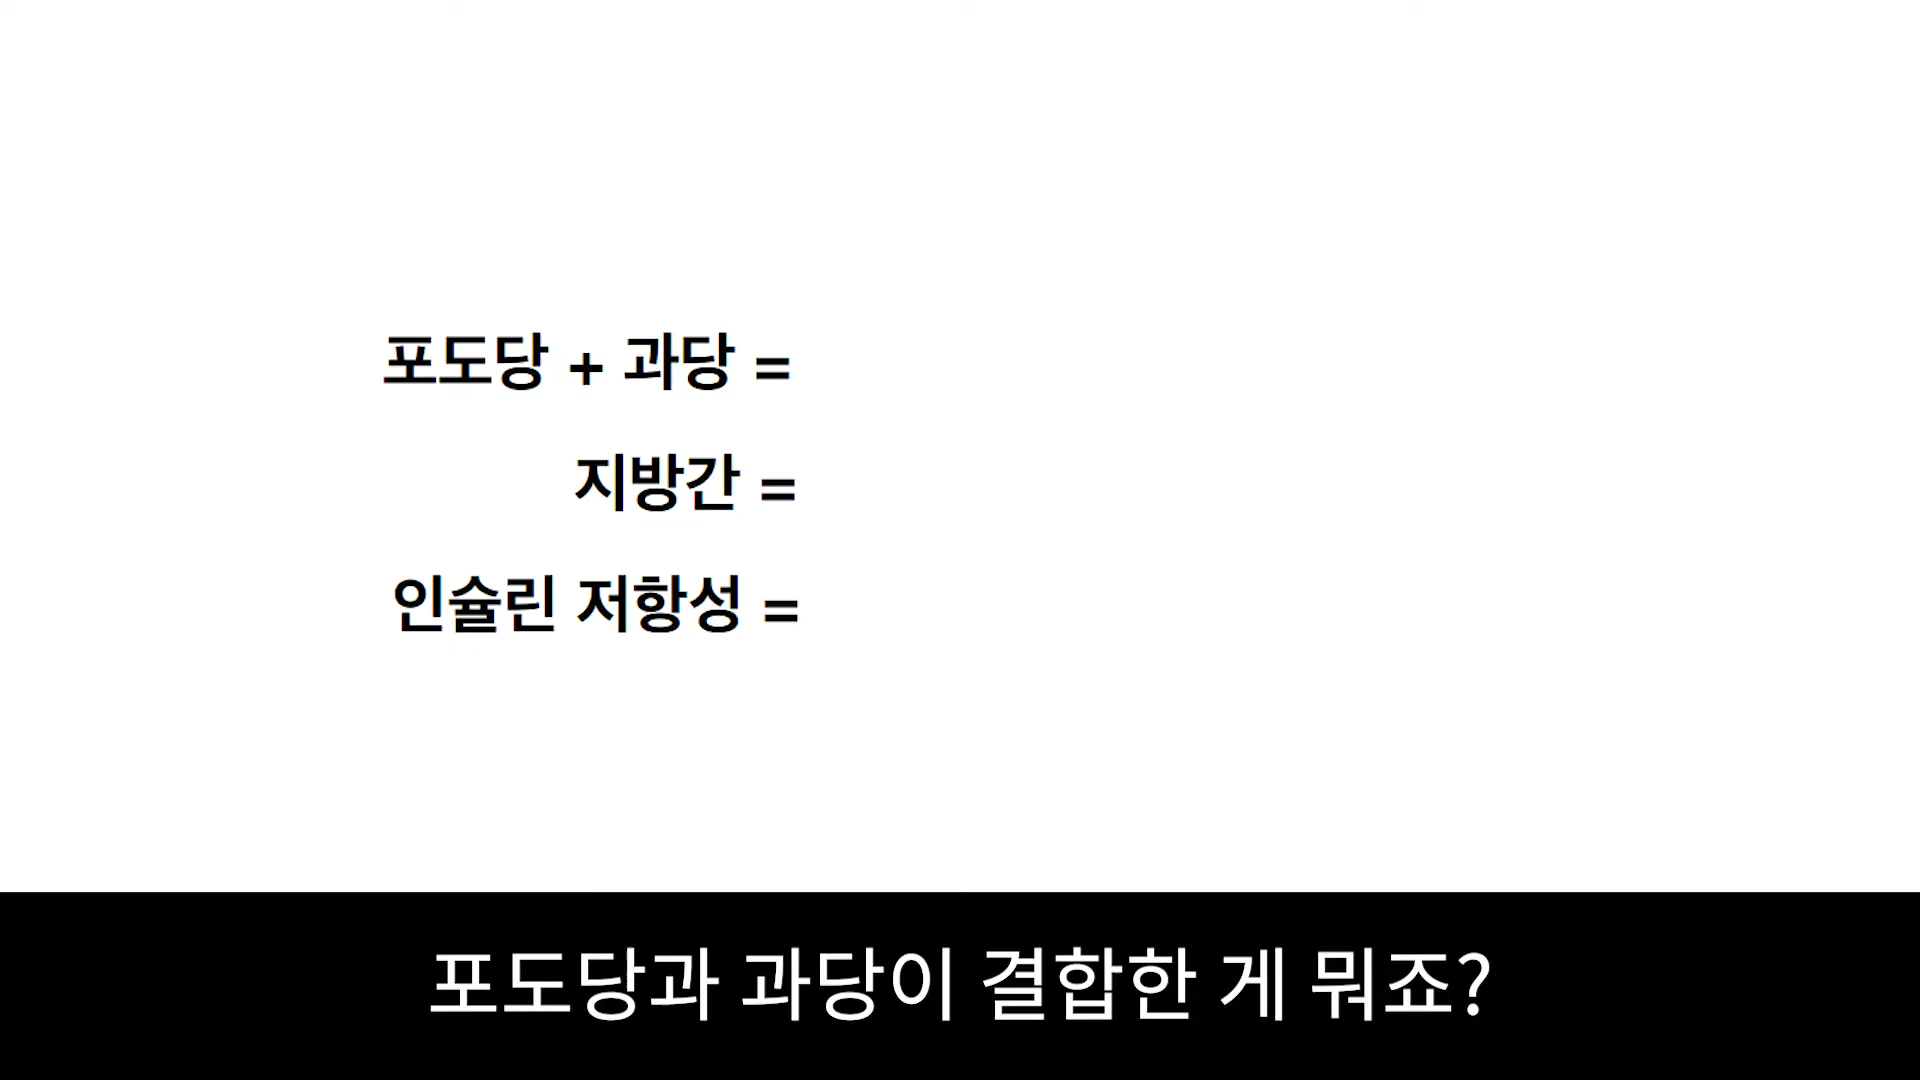 포도당 + 과당 =
지방간 =
인슐린 저항성 =
포도당과 과당이 결합한 게 뭐죠?